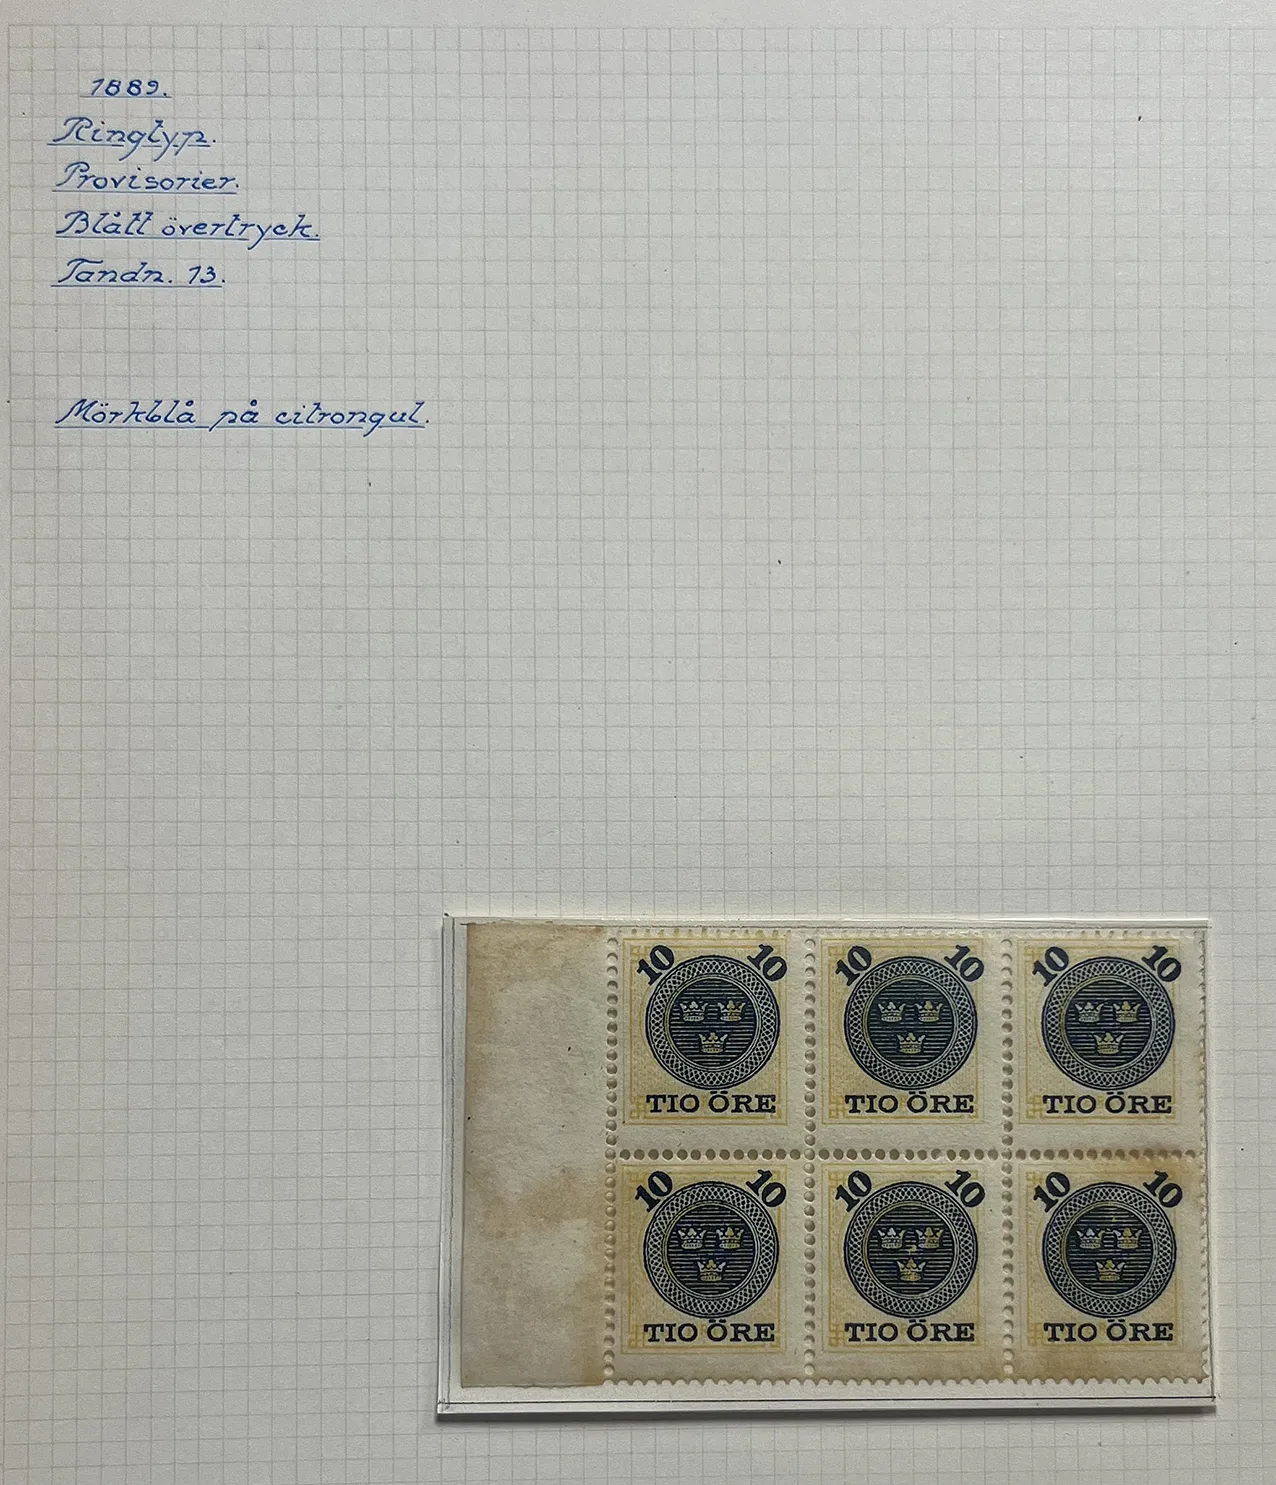 1889.
Ringtyp.
Provisorier.
Blått övertryck.
Tandn. 13.
Mörkblå på citrongul.
10 10 10 10 10 10
TIO ÖRE TIO ÖRE TIO ÖRE
10 10 10 10 10 10
TIO ÖRE TIO ÖRE TIO ÖRE